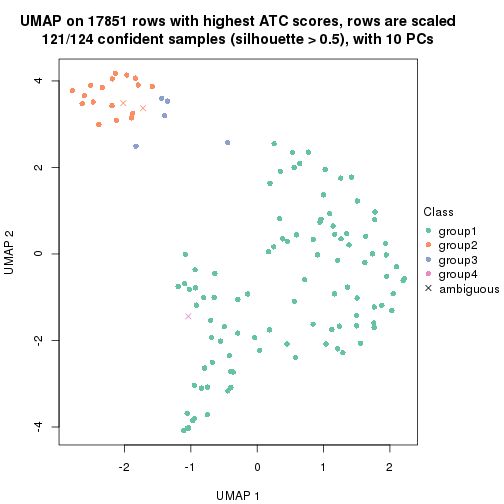 UMAP on 17851 rows with highest ATC scores, rows are scaled
121/124 confident samples (silhouette > 0.5), with 10 PCs
4
2
0
-2
-4
UMAP 2
-2
-1
0
1
2
UMAP 1
Class
group1
group2
group3
group4
ambiguous